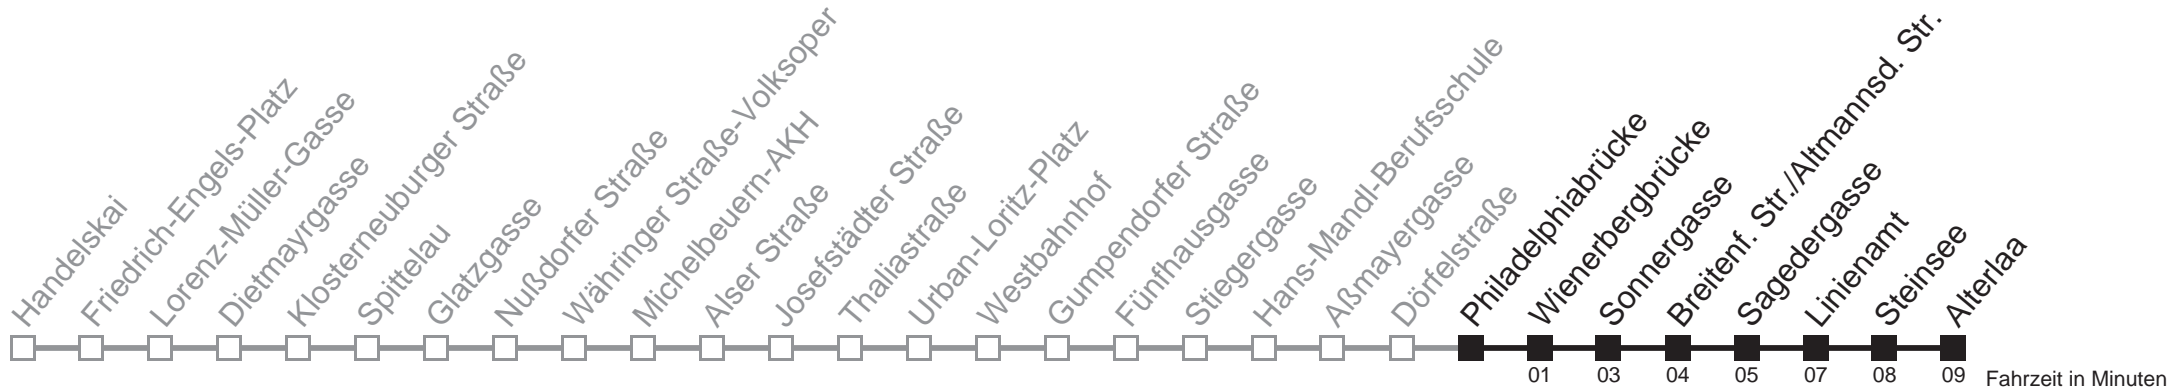 Handelskai
Friedrich-Engels-Platz
Lorenz-Müller-Gasse
Dietmayrgasse
Klosterneuburger Straße
Spittelau
Glatzgasse
Nußdorfer Straße
Währinger Straße-Volksoper
Michelbeuern-AKH
Alser Straße
Josefstädter Straße
Thaliastraße
Urban-Loritz-Platz
Westbahnhof
Gumpendorfer Straße
Fünfhausgasse
Stiegergasse
Hans-Mandl-Berufsschule
Aßmayergasse
Dörfelstraße
Philadelphiabrücke
Wienerbergbrücke
Sonnergasse
Breitenf. Str./Altmannsd. Str.
Sagedergasse
Linienamt
Steinsee
Alterlaa
01 03 04 05 07 08 09 Fahrzeit in Minuten